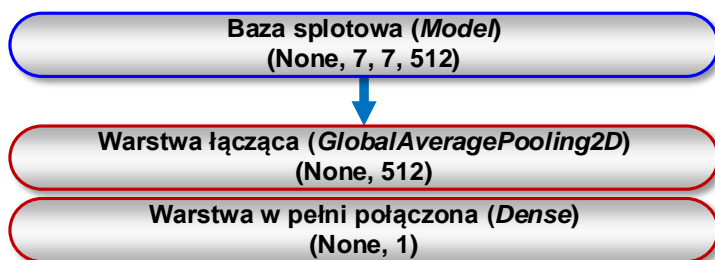 Baza splotowa (Model)
(None, 7, 7, 512)
Warstwa łącząca (GlobalAveragePooling2D)
(None, 512)
Warstwa w pełni połączona (Dense)
(None, 1)